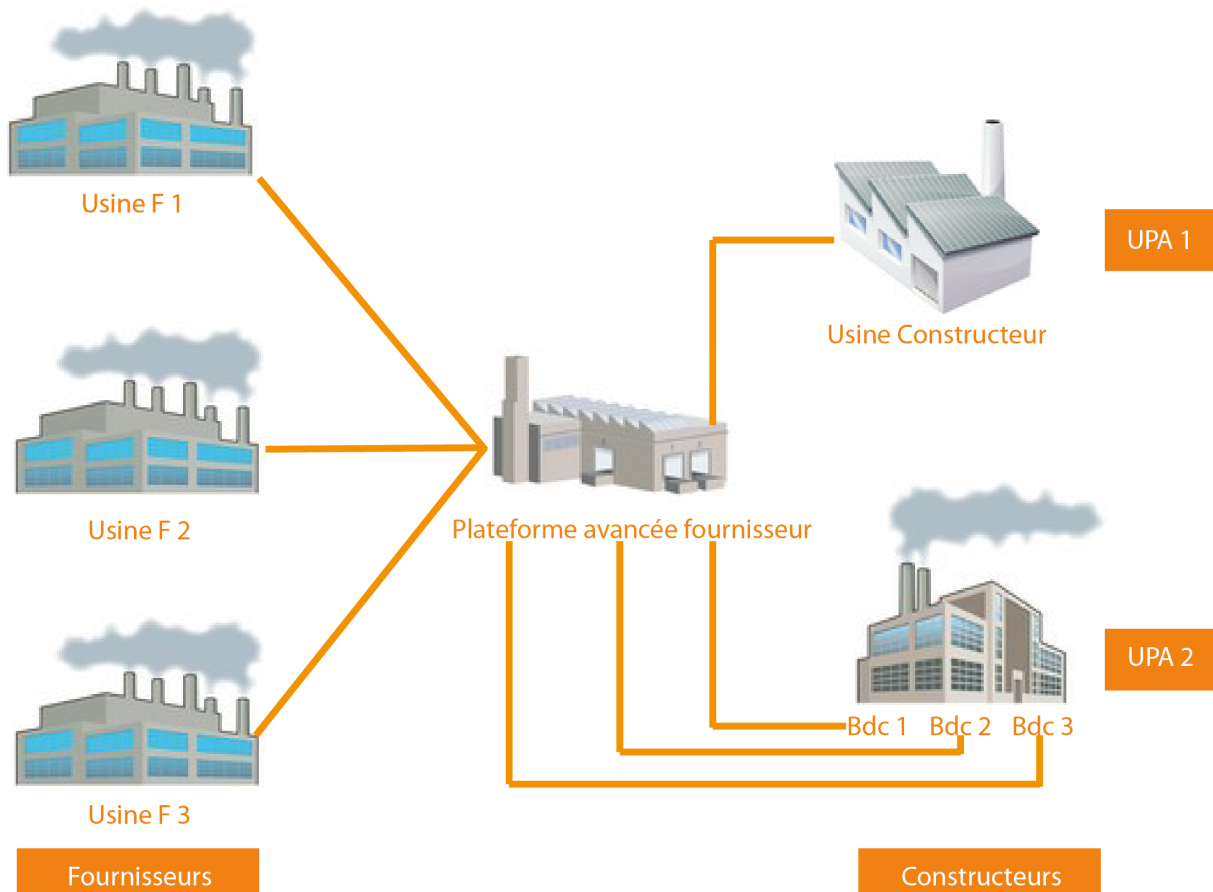 Usine F 1
UPA 1
Usine Constructeur
Usine F 2
Plateforme avancée fournisseur
UPA 2
Bdc 1 Bdc 2 Bdc 3
Usine F 3
Fournisseurs
Constructeurs